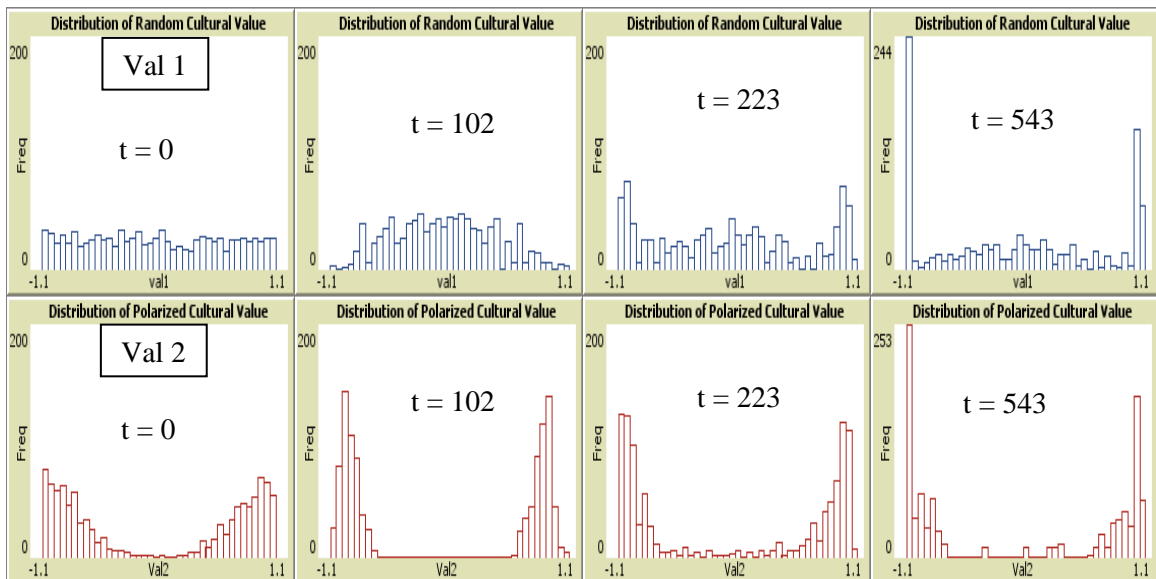 Distribution of Random Cultural Value
200
Val 1
t = 0
Freq
0
-1.1
val1
1.1
Distribution of Random Cultural Value
200
t = 102
Freq
0
-1.1
val1
1.1
Distribution of Random Cultural Value
200
t = 223
Freq
0
-1.1
val1
1.1
Distribution of Random Cultural Value
244
t = 543
Freq
0
-1.1
val1
1.1
Distribution of Polarized Cultural Value
200
Val 2
t = 0
Freq
0
-1.1
Val2
1.1
Distribution of Polarized Cultural Value
200
t = 102
Freq
0
-1.1
Val2
1.1
Distribution of Polarized Cultural Value
200
t = 223
Freq
0
-1.1
Val2
1.1
Distribution of Polarized Cultural Value
253
t = 543
Freq
0
-1.1
Val2
1.1